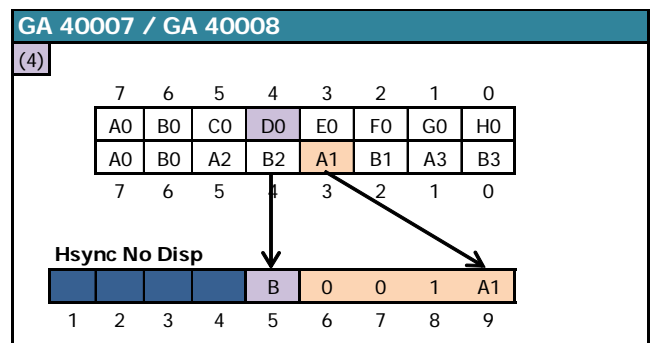 GA 40007 / GA 40008
(4)
7 6 5 4 3 2 1 0
A0 B0 C0 D0 E0 F0 G0 H0
A0 B0 A2 B2 A1 B1 A3 B3
7 6 5 4 3 2 1 0
Hsync No Disp
B 0 0 1 A1
1 2 3 4 5 6 7 8 9